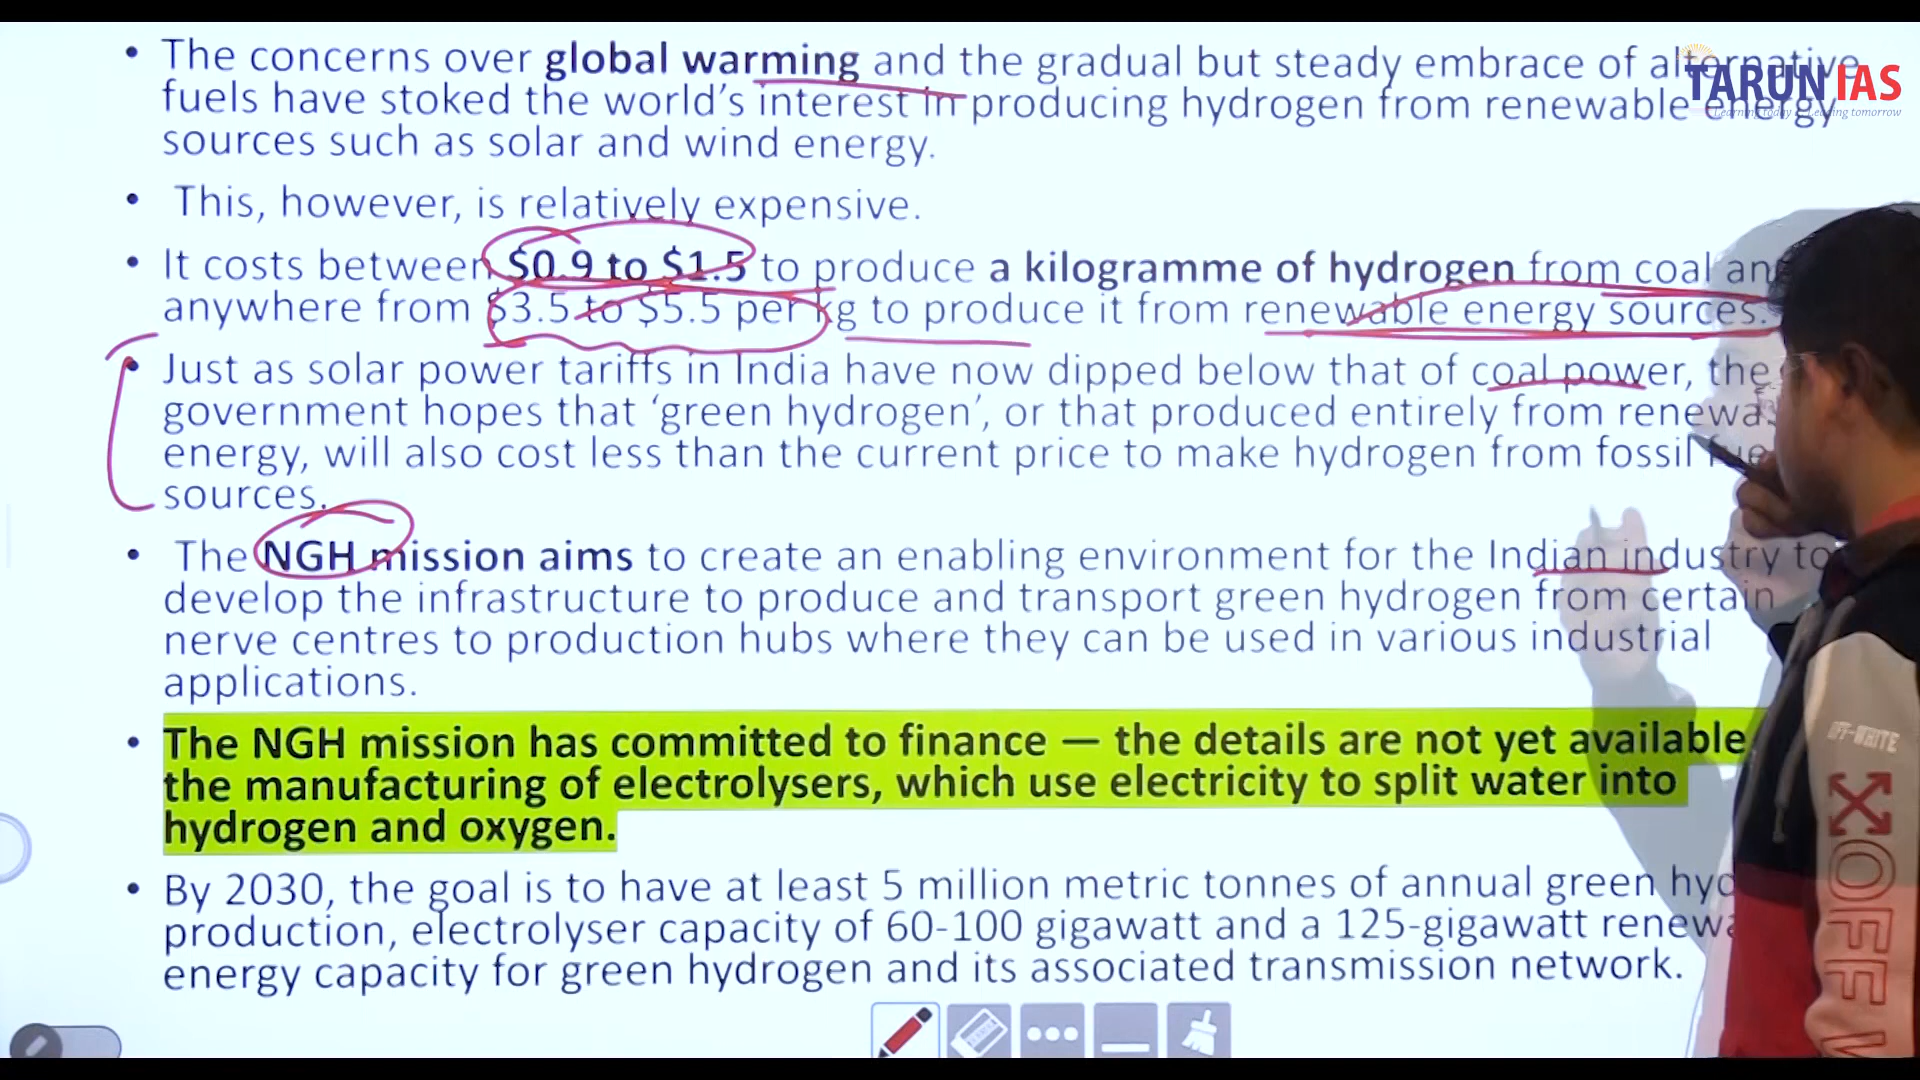 • The concerns over global warming and the gradual but steady embrace of alternative
TARUN IAS
fuels have stoked the world's interest in producing hydrogen from renewable energy
Learning today Leading tomorrow
sources such as solar and wind energy.
• This, however, is relatively expensive.
• It costs between $0.9 to $1.5 to produce a kilogramme of hydrogen from coal
anywhere from $3.5 to $5.5 per kg to produce it from renewable energy sources.
• Just as solar power tariffs in India have now dipped below that of coal power, the
government hopes that ‘green hydrogen’, or that produced entirely from
energy, will also cost less than the current price to make hydrogen from fossil
sources.
• The NGH mission aims to create an enabling environment for the Indian industry to
develop the infrastructure to produce and transport green hydrogen from certain
nerve centres to production hubs where they can be used in various industrial
applications.
• The NGH mission has committed to finance — the details are not yet available
the manufacturing of electrolysers, which use electricity to split water into
hydrogen and oxygen.
• By 2030, the goal is to have at least 5 million metric tonnes of annual green
production, electrolyser capacity of 60-100 gigawatt and a 125-gigawatt
energy capacity for green hydrogen and its associated transmission network.
OFF-WHITE
OFF